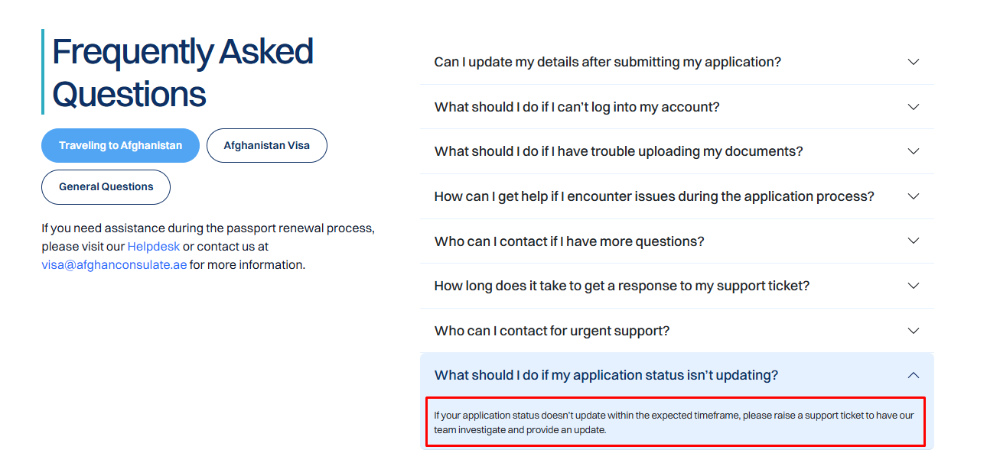 Frequently Asked
Questions
Traveling to Afghanistan
Afghanistan Visa
General Questions
If you need assistance during the passport renewal process,
please visit our Helpdesk or contact us at
visa@afghanconsulate.ae for more information.
Can I update my details after submitting my application?
What should I do if I can’t log into my account?
What should I do if I have trouble uploading my documents?
How can I get help if I encounter issues during the application process?
Who can I contact if I have more questions?
How long does it take to get a response to my support ticket?
Who can I contact for urgent support?
What should I do if my application status isn’t updating?
If your application status doesn’t update within the expected timeframe, please raise a support ticket to have our
team investigate and provide an update.